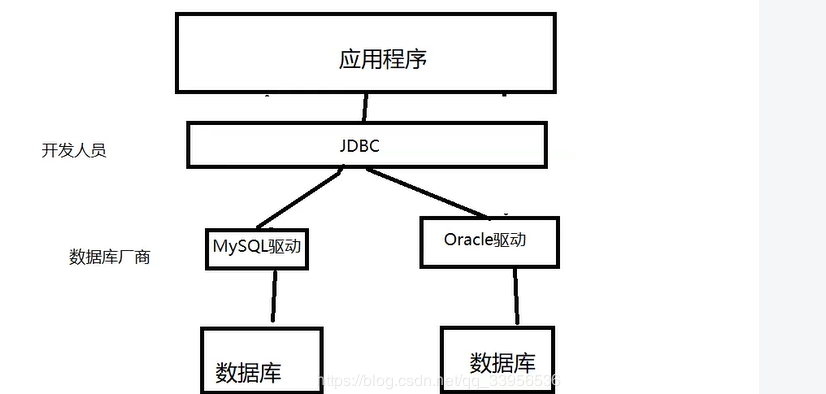 应用程序
开发人员
JDBC
数据库厂商
MySQL驱动
Oracle驱动
数据库
数据库
https://blog.csdn.net/qq_33956536